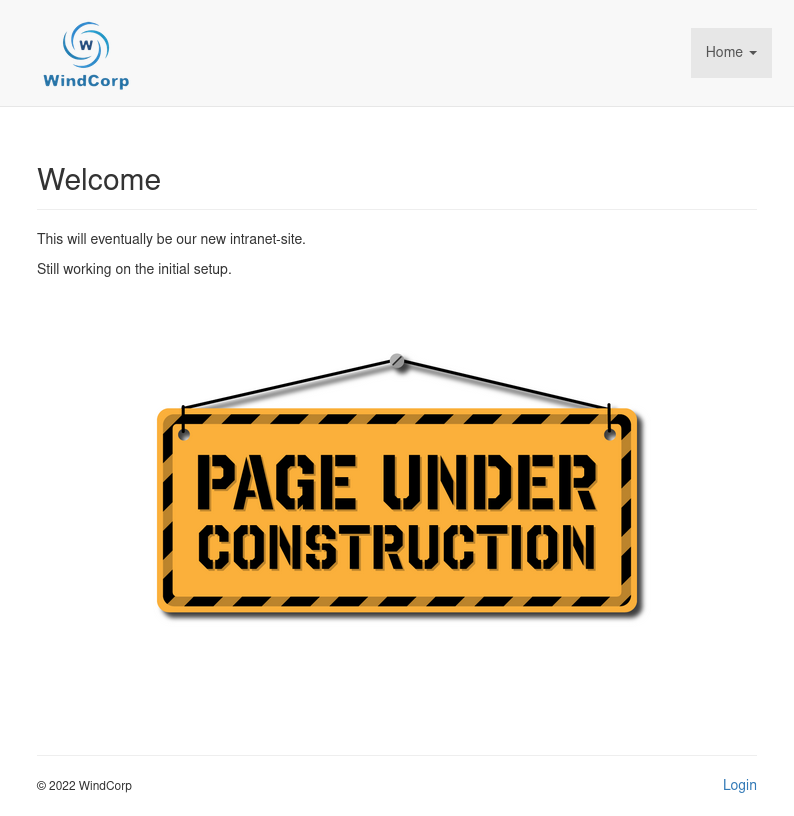 W
WindCorp
Home
Welcome
This will eventually be our new intranet-site.
Still working on the initial setup.
PAGE UNDER
CONSTRUCTION
© 2022 WindCorp
Login